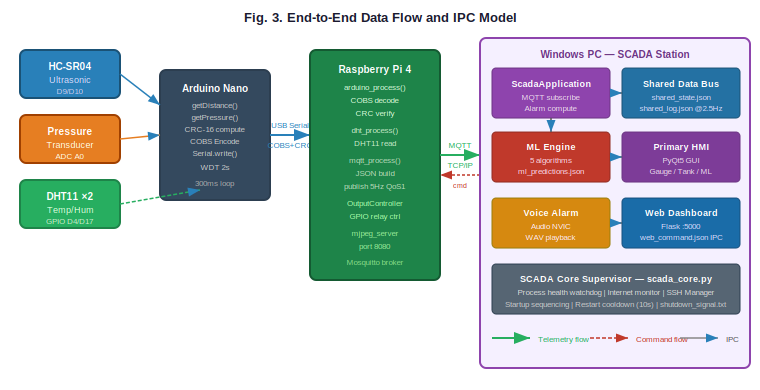 Fig. 3. End-to-End Data Flow and IPC Model
HC-SR04
Ultrasonic
D9/D10
Pressure
Transducer
ADC A0
DHT11 ×2
Temp/Hum
GPIO D4/D17
Arduino Nano
getDistance()
getPressure()
CRC-16 compute
COBS Encode
Serial.write()
WDT 2s
300ms loop
USB Serial
COBS+CRC
Raspberry Pi 4
arduino_process()
COBS decode
CRC verify
dht_process()
DHT11 read
mqtt_process()
JSON build
publish 5Hz QoS1
OutputController
GPIO relay ctrl
mjpeg_server
port 8080
Mosquitto broker
MQTT
TCP/IP
cmd
Windows PC — SCADA Station
ScadaApplication
MQTT subscribe
Alarm compute
Shared Data Bus
shared_state.json
shared_log.json @2.5Hz
ML Engine
5 algorithms
ml_predictions.json
Primary HMI
PyQt5 GUI
Gauge / Tank / ML
Voice Alarm
Audio NVIC
WAV playback
Web Dashboard
Flask :5000
web_command.json IPC
SCADA Core Supervisor — scada_core.py
Process health watchdog | Internet monitor | SSH Manager
Startup sequencing | Restart cooldown (10s) | shutdown_signal.txt
Telemetry flow
Command flow
IPC